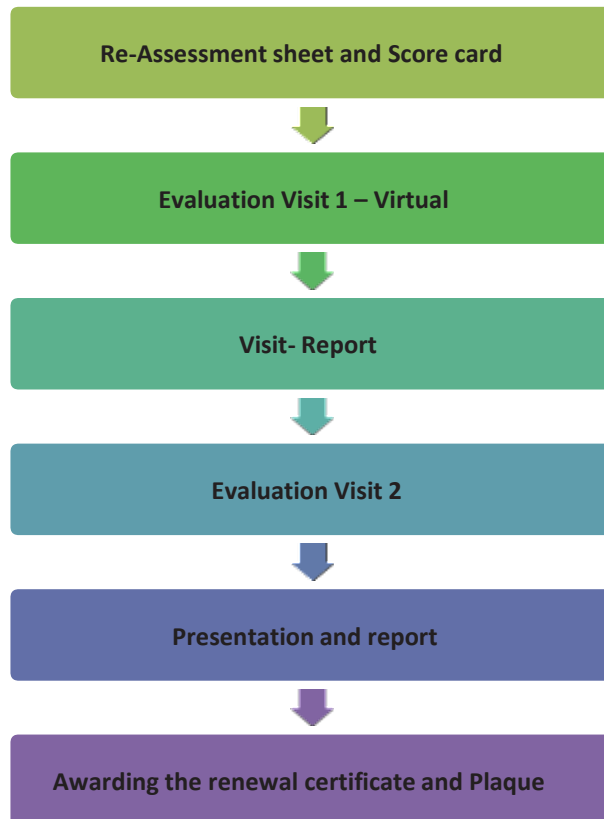 Re-Assessment sheet and Score card
Evaluation Visit 1 – Virtual
Visit- Report
Evaluation Visit 2
Presentation and report
Awarding the renewal certificate and Plaque